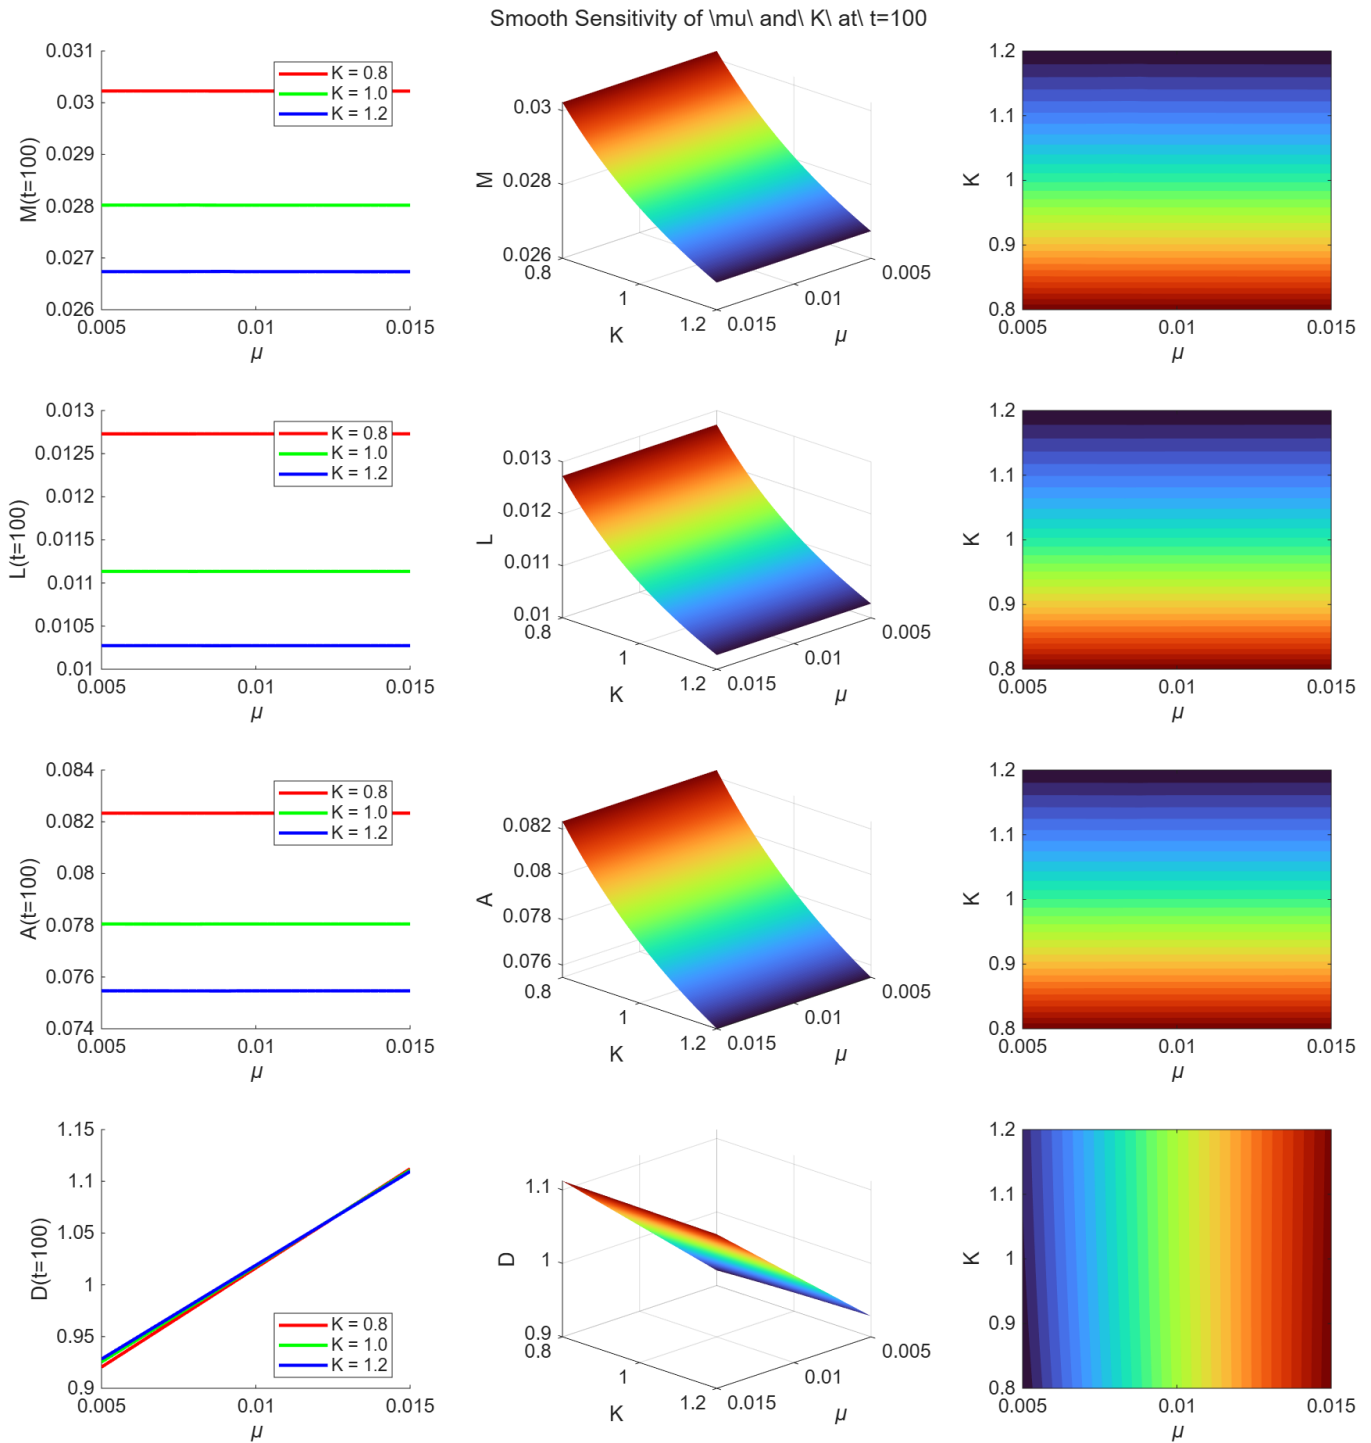 Smooth Sensitivity of \mu\ and\ K\ at\ t=100
M(t=100)
0.031
0.03
0.029
0.028
0.027
0.026
K = 0.8
K = 1.0
K = 1.2
0.005
0.01
0.015
μ
M
0.03
0.028
0.026
0.8
1
1.2
K
0.015
0.01
0.005
μ
K
1.2
1.1
1
0.9
0.8
0.005
0.01
0.015
μ
L(t=100)
0.013
0.0125
0.012
0.0115
0.011
0.0105
0.01
K = 0.8
K = 1.0
K = 1.2
0.005
0.01
0.015
μ
L
0.013
0.012
0.011
0.01
0.8
1
1.2
K
0.015
0.01
0.005
μ
K
1.2
1.1
1
0.9
0.8
0.005
0.01
0.015
μ
A(t=100)
0.084
0.082
0.08
0.078
0.076
0.074
K = 0.8
K = 1.0
K = 1.2
0.005
0.01
0.015
μ
A
0.082
0.08
0.078
0.076
0.8
1
1.2
K
0.015
0.01
0.005
μ
K
1.2
1.1
1
0.9
0.8
0.005
0.01
0.015
μ
D(t=100)
1.15
1.1
1.05
1
0.95
0.9
K = 0.8
K = 1.0
K = 1.2
0.005
0.01
0.015
μ
D
1.1
1
0.9
0.8
1
1.2
K
0.015
0.01
0.005
μ
K
1.2
1.1
1
0.9
0.8
0.005
0.01
0.015
μ